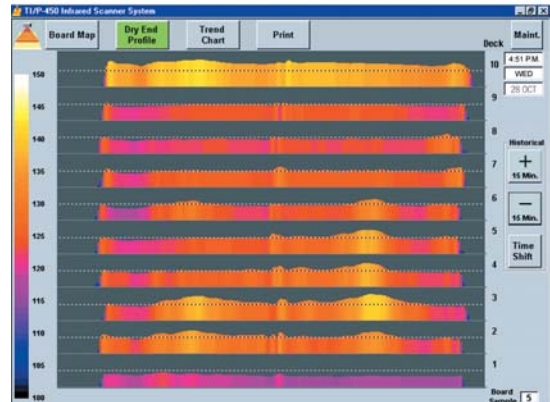 TI/P-450 Infrared Scanner System
Board Map
Dry End
Profile
Trend
Chart
Print
Maint.
Deck
4:51 P.M.
WED
28 OCT
150
145
140
135
130
125
120
115
110
105
100
10
9
8
7
6
5
4
3
2
1
Historical
+
15 Min.
−
15 Min.
Time
Shift
Board
Sample
5